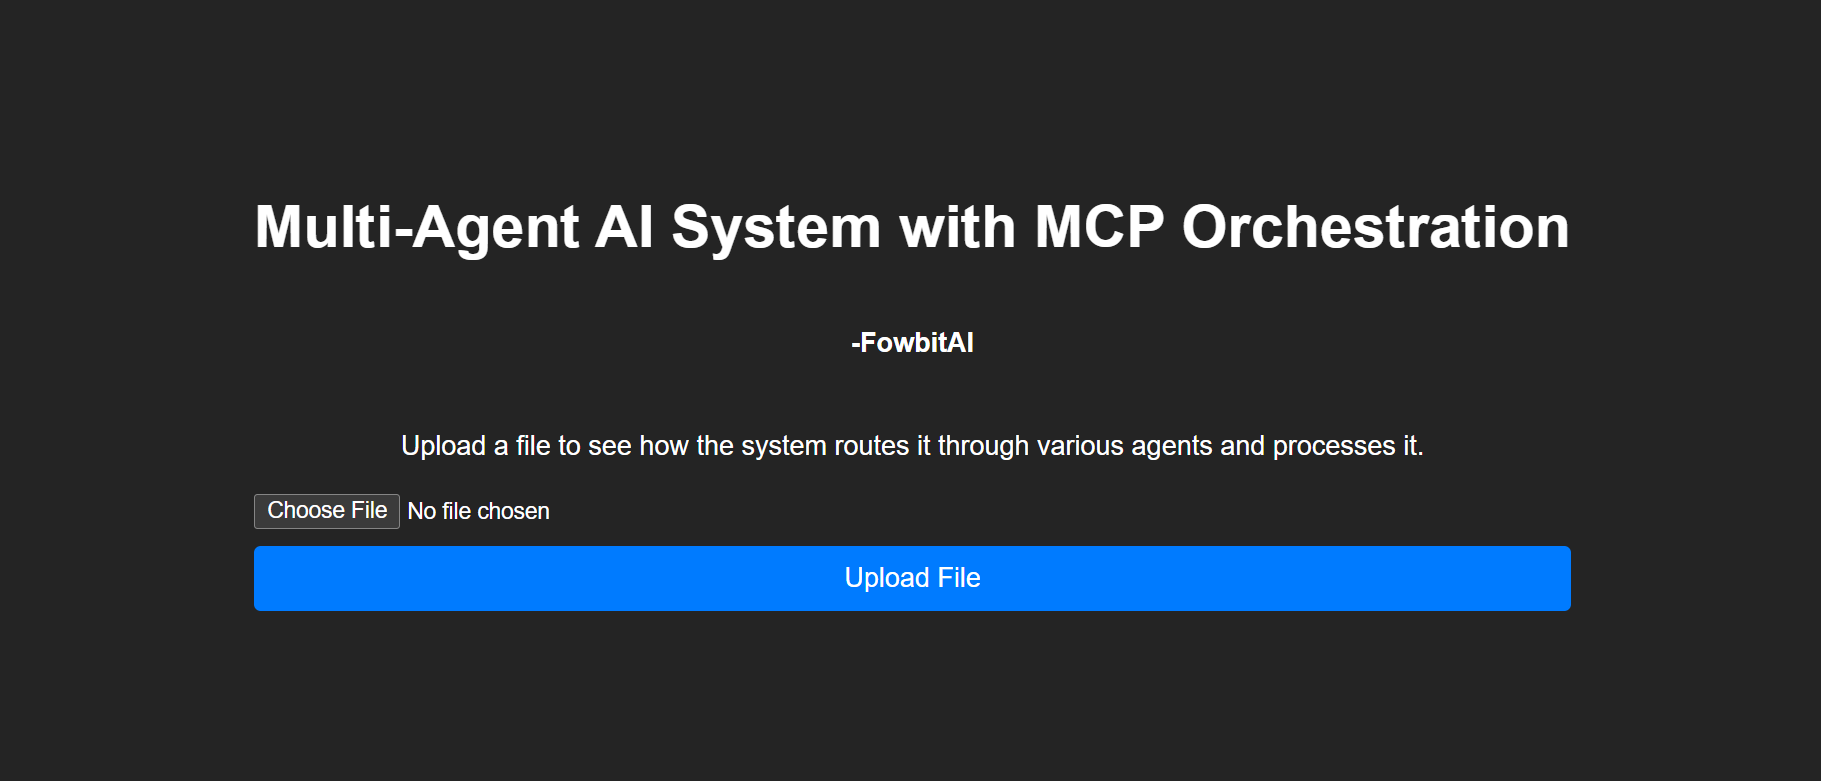 Multi-Agent AI System with MCP Orchestration
-FowbitAI
Upload a file to see how the system routes it through various agents and processes it.
Choose File No file chosen
Upload File